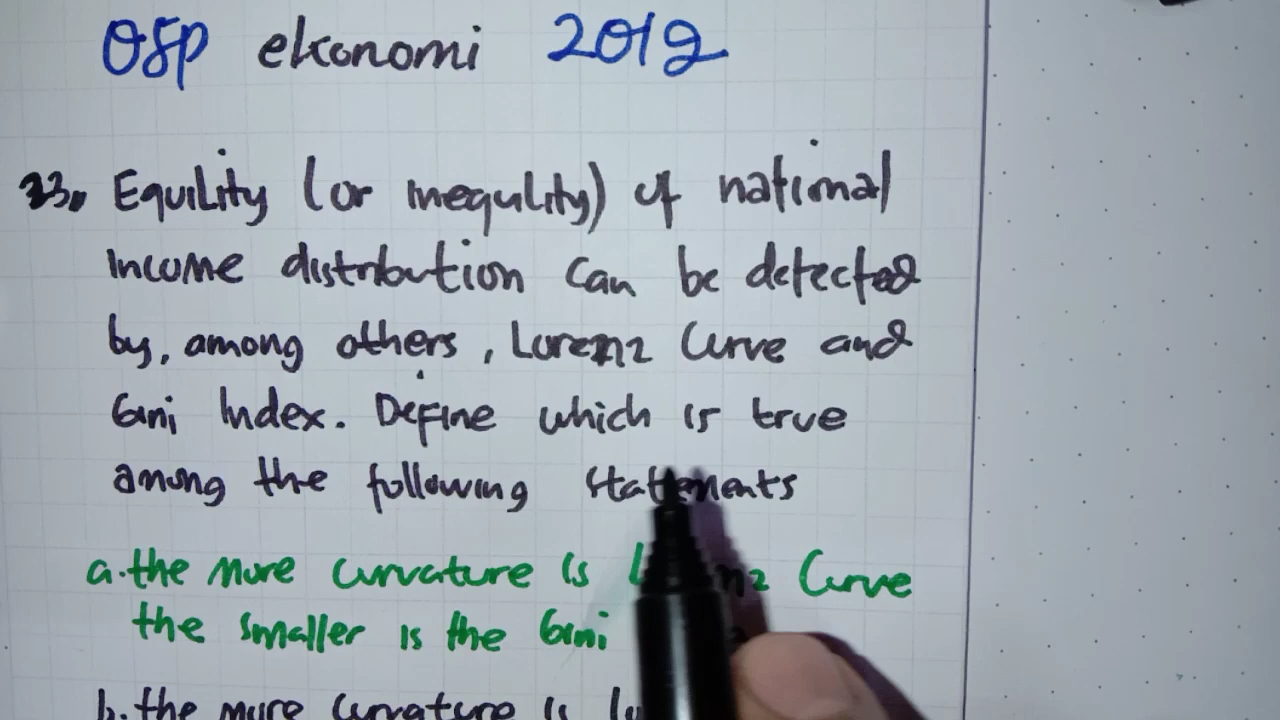 OSP ekonomi 2019
33. Equility (or inequlity) of national
income distribution can be detected
by, among others, Lorenz Curve and
Gini Index. Define which is true
among the following statements
a. the more curvature is Curve
the smaller is the Gini
b. the more curvature is